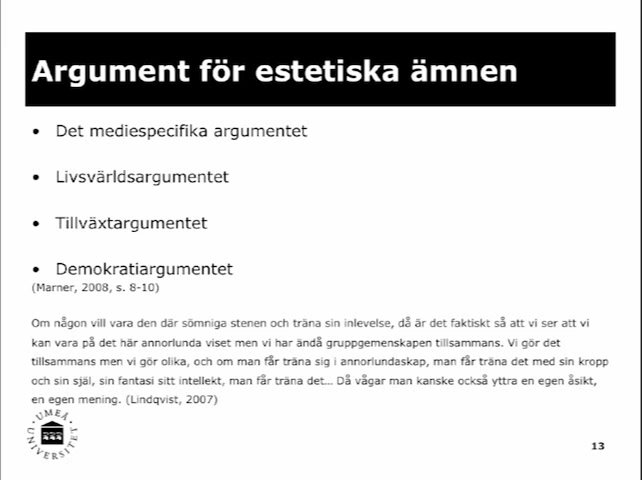 Argument för estetiska ämnen
• Det mediespecifika argumentet
• Livsvärldsargumentet
• Tillväxtargumentet
• Demokratiargumentet
(Marner, 2008, s. 8-10)
Om någon vill vara den där sömniga stenen och träna sin inlevelse, då är det faktiskt så att vi ser att vi
kan vara på det här annorlunda viset men vi har ändå gruppgemenskapen tillsammans. Vi gör det
tillsammans men vi gör olika, och om man får träna sig i annorlundaskap, man får träna det med sin kropp
och sin själ, sin fantasi sitt intellekt, man får träna det... Då vågar man kanske också yttra en egen åsikt,
en egen mening. (Lindqvist, 2007)
UMEÅ UNIVERSITET
13